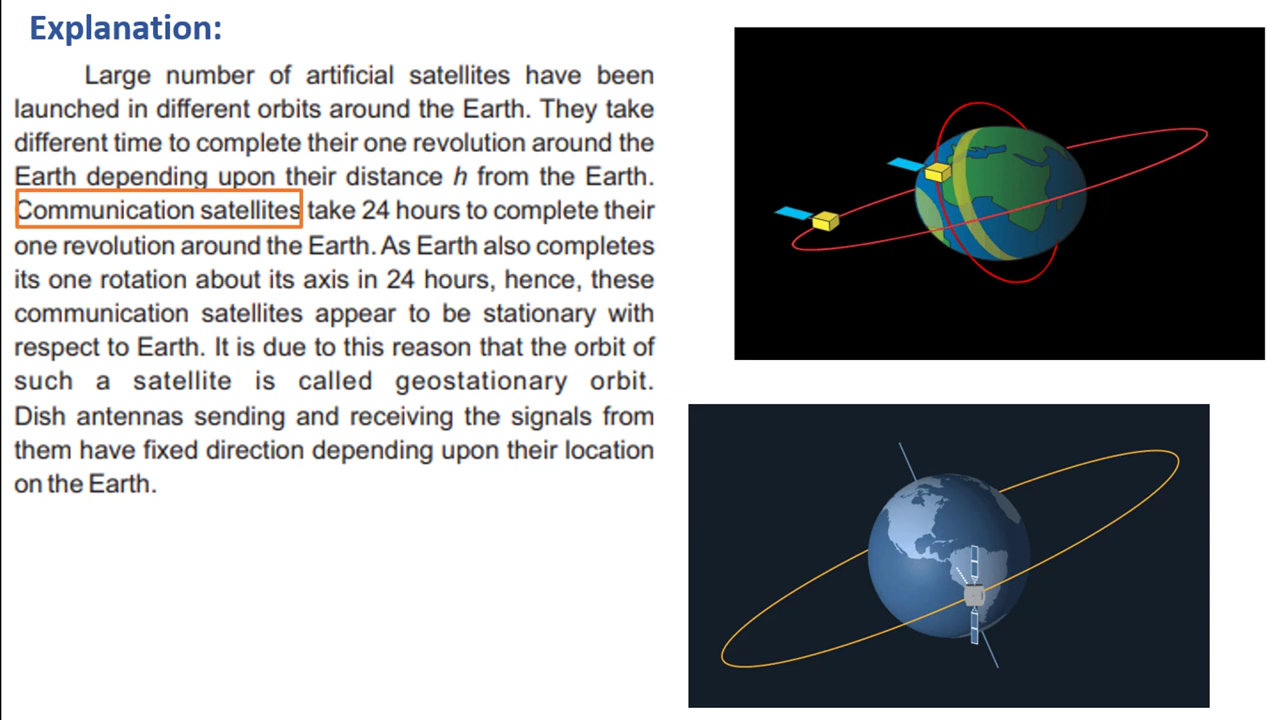 Explanation:
Large number of artificial satellites have been
launched in different orbits around the Earth. They take
different time to complete their one revolution around the
Earth depending upon their distance h from the Earth.
Communication satellites take 24 hours to complete their
one revolution around the Earth. As Earth also completes
its one rotation about its axis in 24 hours, hence, these
communication satellites appear to be stationary with
respect to Earth. It is due to this reason that the orbit of
such a satellite is called geostationary orbit.
Dish antennas sending and receiving the signals from
them have fixed direction depending upon their location
on the Earth.